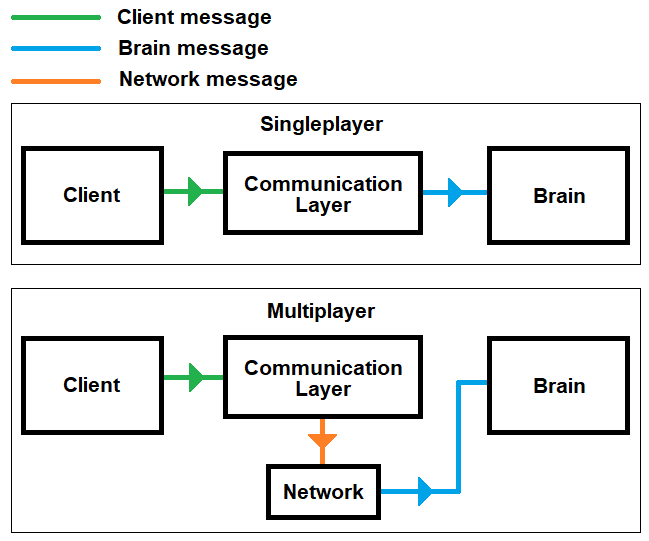 Client message
Brain message
Network message
Singleplayer
Client
Communication
Layer
Brain
Multiplayer
Client
Communication
Layer
Brain
Network